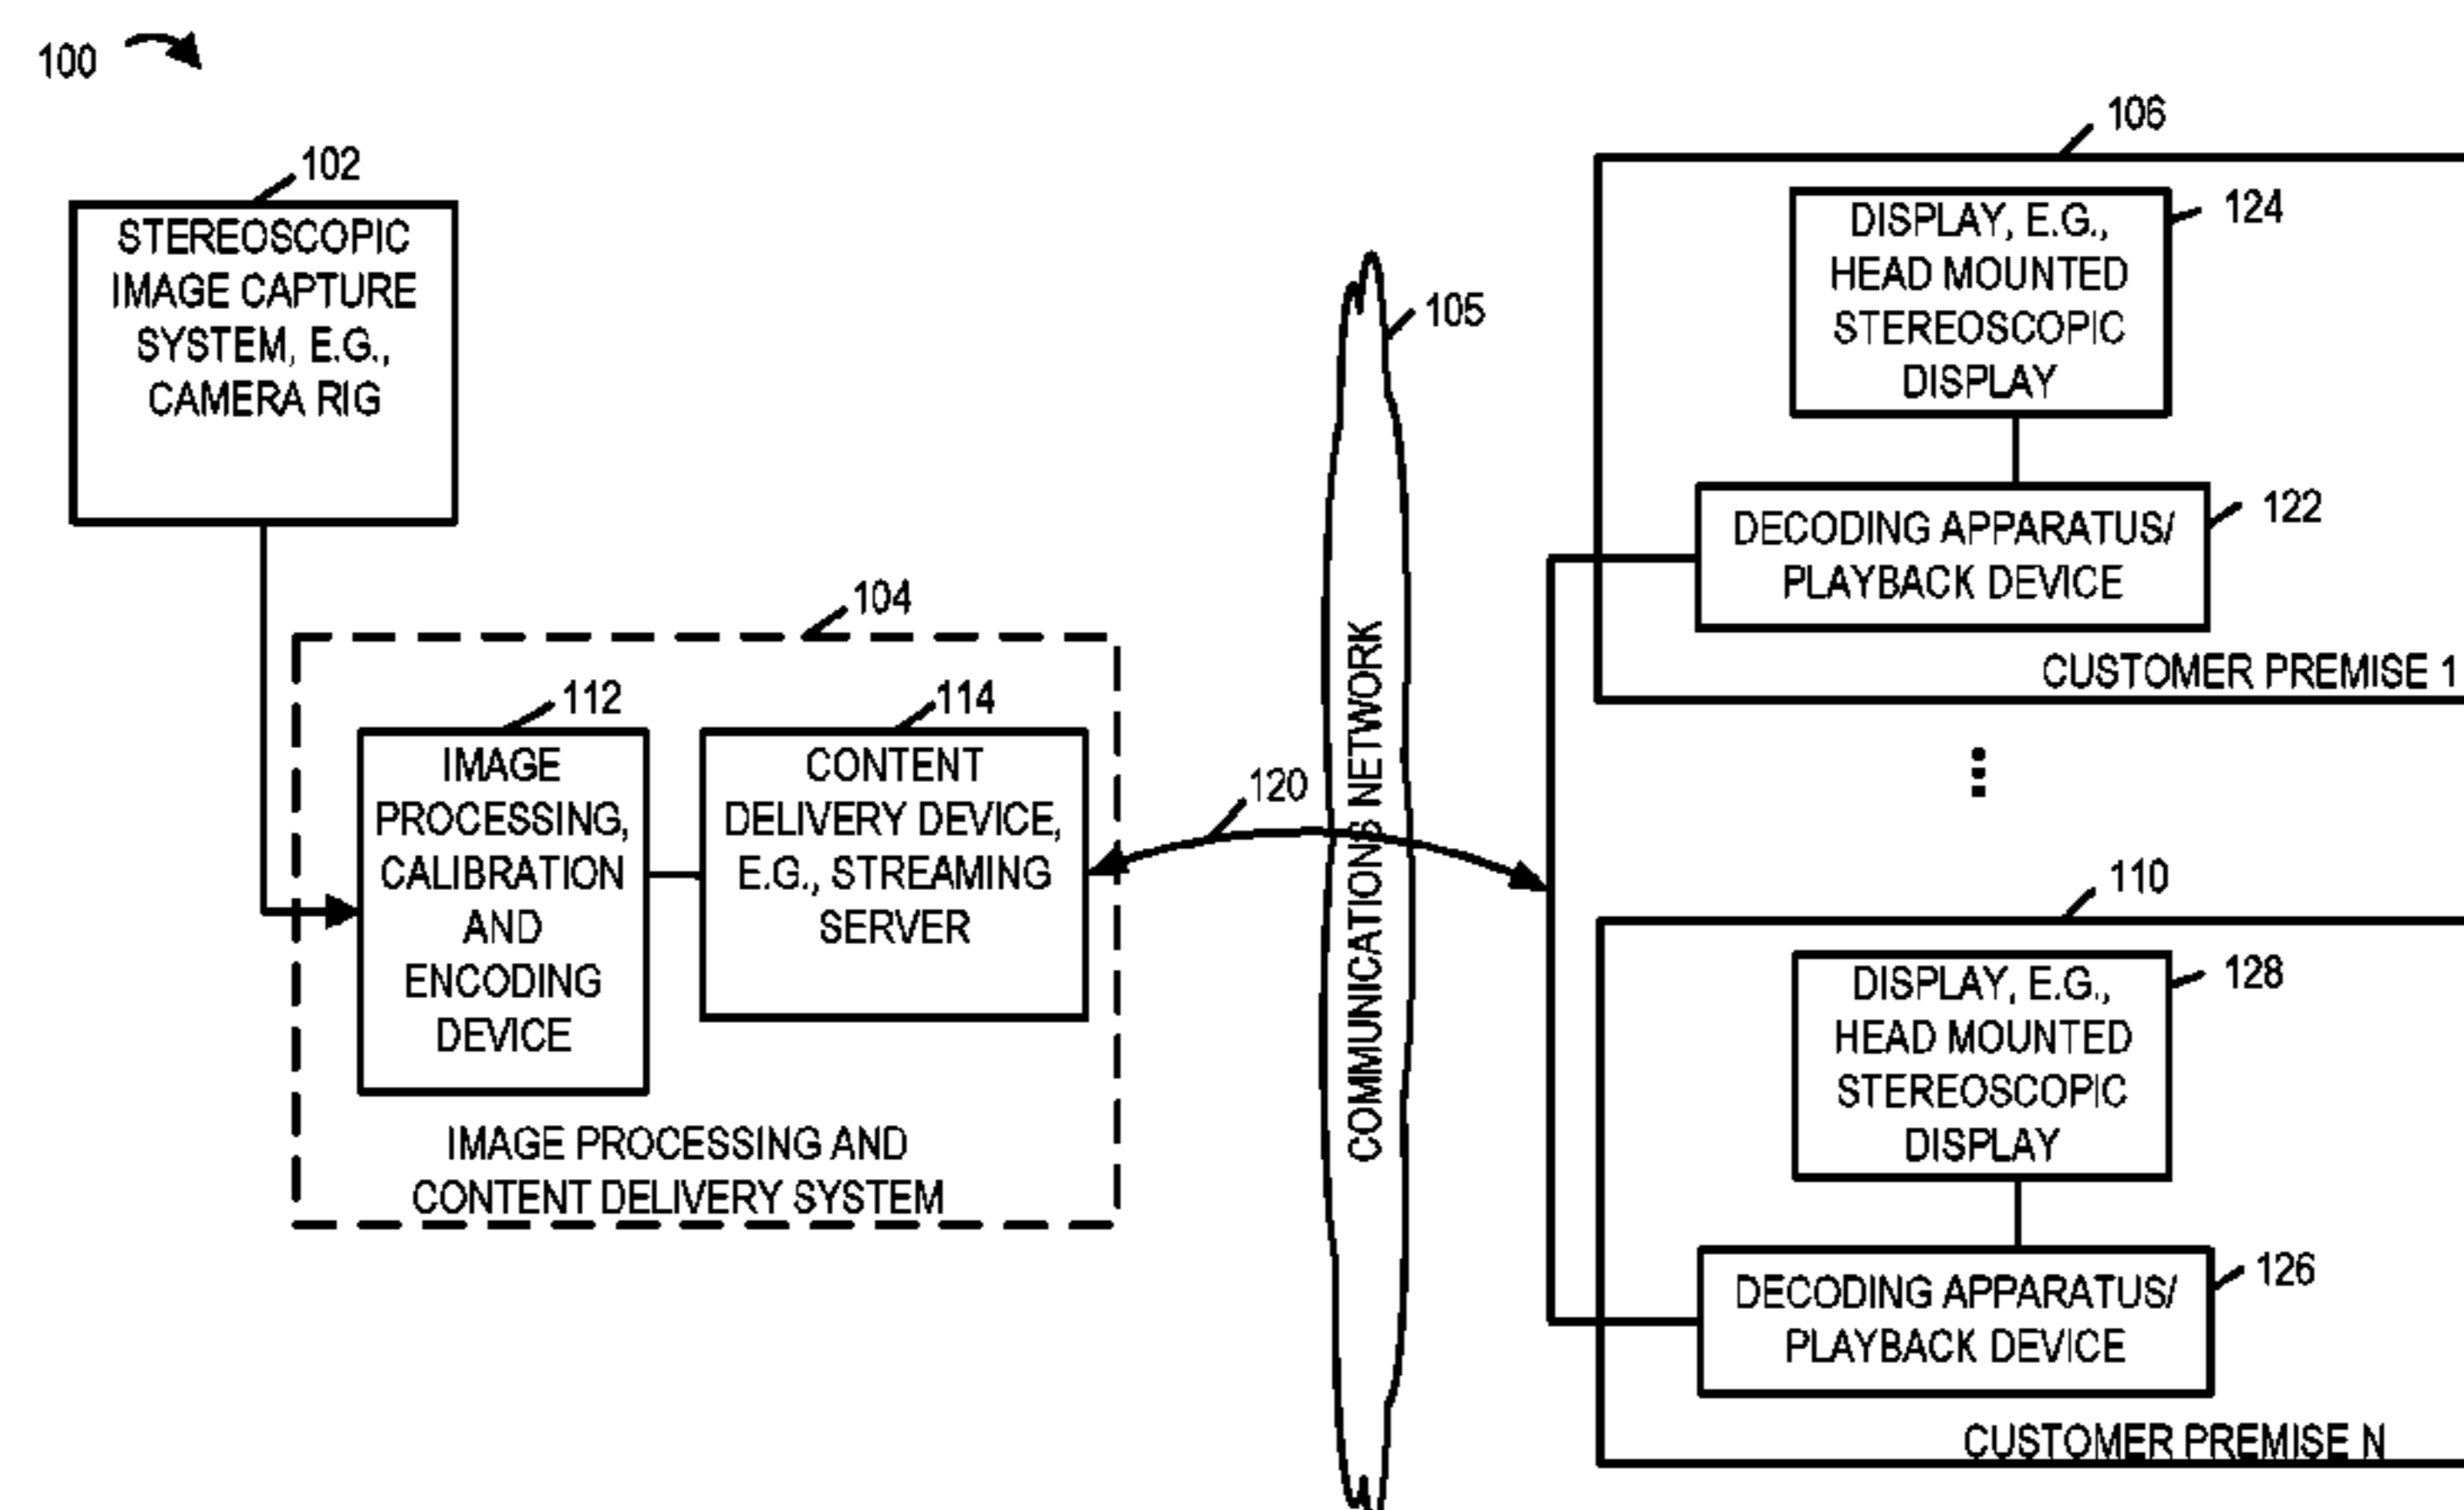 100
102
STEREOSCOPIC
IMAGE CAPTURE
SYSTEM, E.G.,
CAMERA RIG
104
112
IMAGE
PROCESSING,
CALIBRATION
AND
ENCODING
DEVICE
114
CONTENT
DELIVERY DEVICE,
E.G., STREAMING
SERVER
IMAGE PROCESSING AND
CONTENT DELIVERY SYSTEM
120
105
COMMUNICATIONS NETWORK
106
124
DISPLAY, E.G.,
HEAD MOUNTED
STEREOSCOPIC
DISPLAY
122
DECODING APPARATUS/
PLAYBACK DEVICE
CUSTOMER PREMISE 1
110
128
DISPLAY, E.G.,
HEAD MOUNTED
STEREOSCOPIC
DISPLAY
126
DECODING APPARATUS/
PLAYBACK DEVICE
CUSTOMER PREMISE N